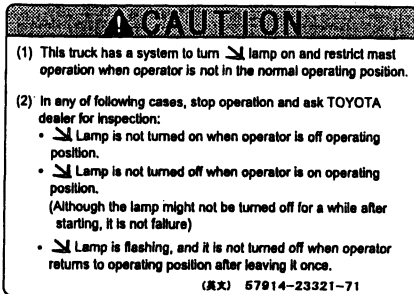 CAUTION
(1) This truck has a system to turn lamp on and restrict mast
operation when operator is not in the normal operating position.
(2) In any of following cases, stop operation and ask TOYOTA
dealer for inspection:
• Lamp is not turned on when operator is off operating
position.
• Lamp is not turned off when operator is on operating
position.
(Although the lamp might not be turned off for a while after
starting, it is not failure)
• Lamp is flashing, and it is not turned off when operator
returns to operating position after leaving it once.
(英文) 57914-23321-71